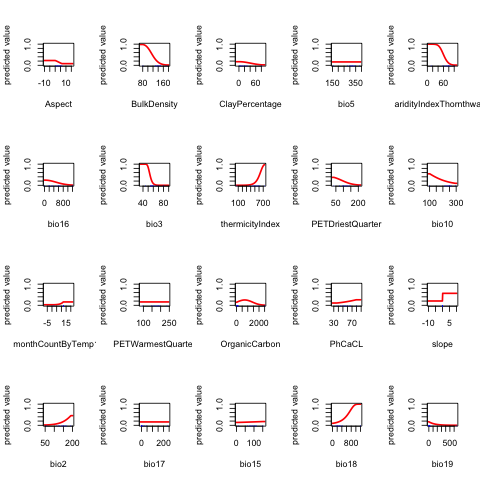 predicted value 0.0 1.0 -10 10 Aspect
predicted value 0.0 1.0 80 160 BulkDensity
predicted value 0.0 1.0 0 60 ClayPercentage
predicted value 0.0 1.0 150 350 bio5
predicted value 0.0 1.0 0 60 aridityIndexThornthwa
predicted value 0.0 1.0 0 500 bio16
predicted value 0.0 1.0 40 80 bio3
predicted value 0.0 1.0 100 700 thermicityIndex
predicted value 0.0 1.0 50 200 PETDriestQuarter
predicted value 0.0 1.0 100 300 bio10
predicted value 0.0 1.0 -5 15 monthCountByTemp
predicted value 0.0 1.0 100 250 PETWarmestQuarte
predicted value 0.0 1.0 0 2000 OrganicCarbon
predicted value 0.0 1.0 30 70 PhCaCL
predicted value 0.0 1.0 -10 5 slope
predicted value 0.0 1.0 50 200 bio2
predicted value 0.0 1.0 0 200 bio17
predicted value 0.0 1.0 0 100 bio15
predicted value 0.0 1.0 0 800 bio18
predicted value 0.0 1.0 0 500 bio19